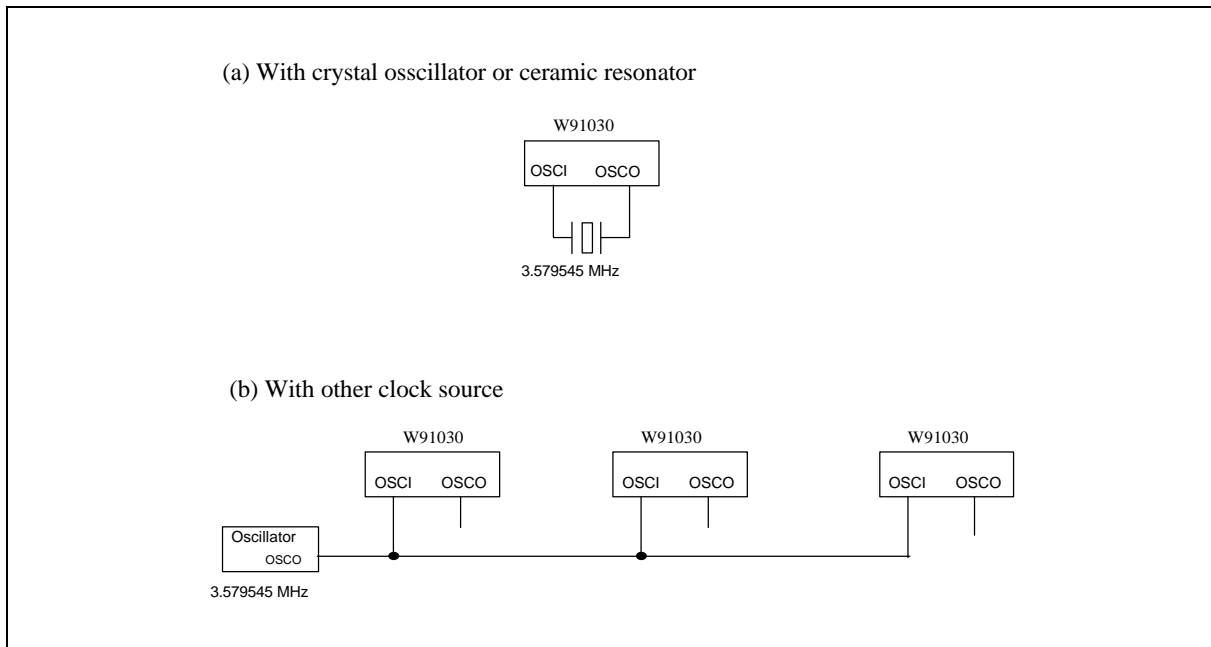 (a) With crystal osscillator or ceramic resonator
W91030
OSCI OSCO
3.579545 MHz
(b) With other clock source
W91030 W91030 W91030
OSCI OSCO OSCI OSCO OSCI OSCO
Oscillator
OSCO
3.579545 MHz